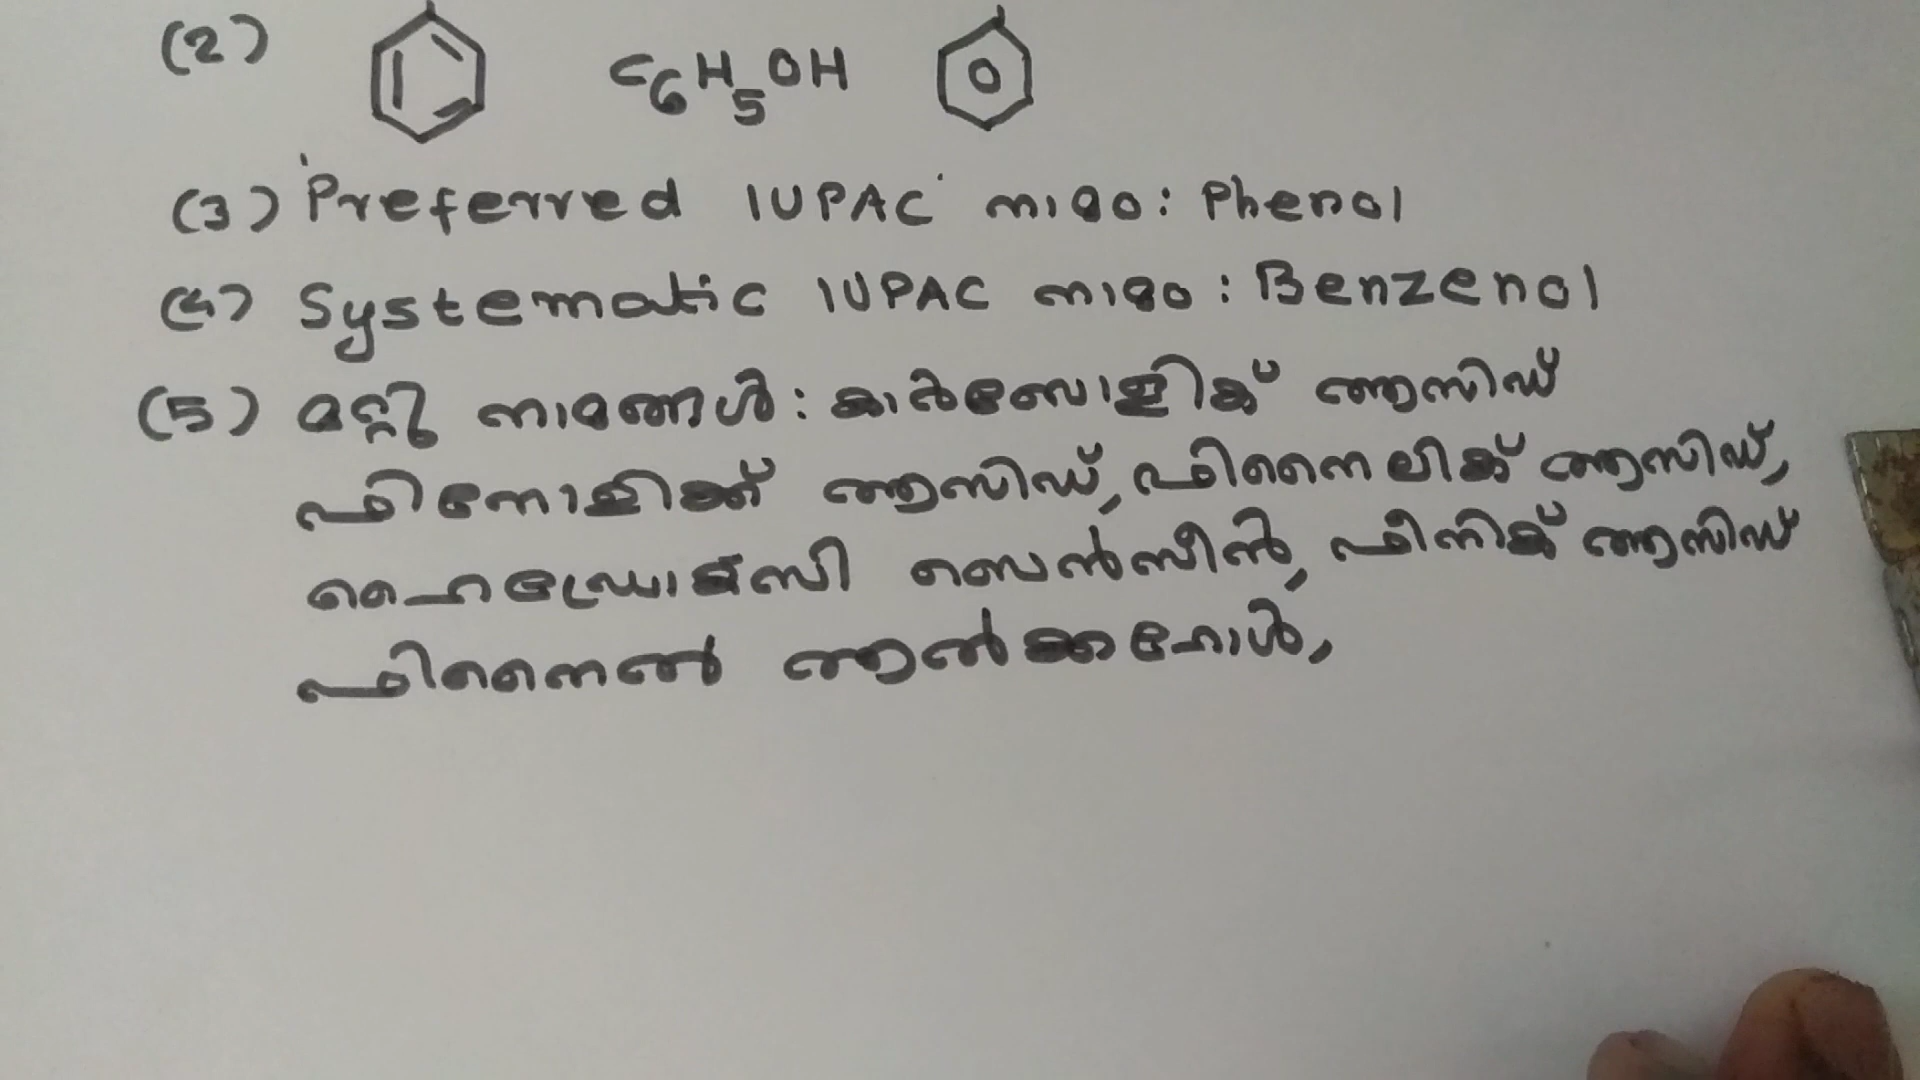 (2) C6H5OH
(3) Preferred IUPAC നാമം: Phenol
(4) Systematic IUPAC നാമം: Benzenol
(5) മറ്റു നാമങ്ങൾ: കാർബോളിക് ആസിഡ്
ഫിനോളിക്ക് ആസിഡ്, ഫിനൈലിക് ആസിഡ്,
ഹൈഡ്രോക്സി ബെൻസീൻ, ഫിനിക് ആസിഡ്
ഫിനൈൽ ആൽക്കഹോൾ,